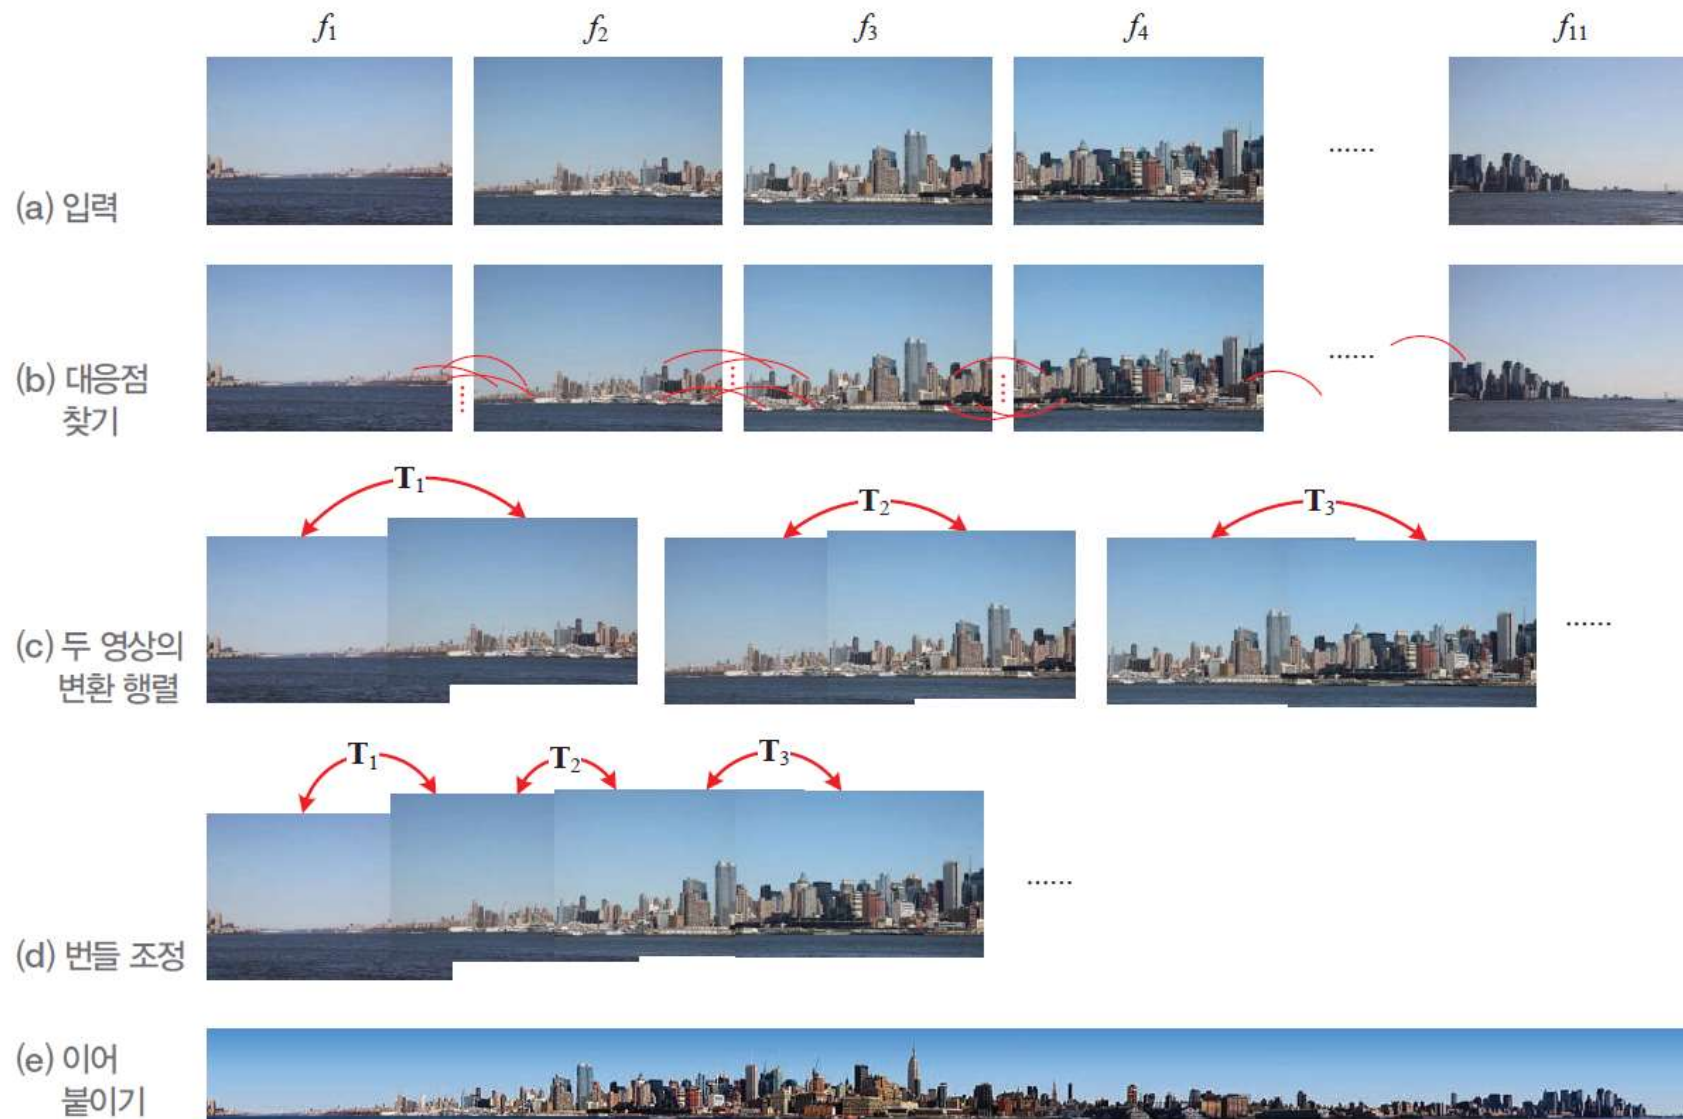 f1 f2 f3 f4 f11
(a) 입력
......
(b) 대응점
찾기
......
T1 T2 T3
(c) 두 영상의
변환 행렬
......
T1 T2 T3
(d) 번들 조정
......
(e) 이어
붙이기